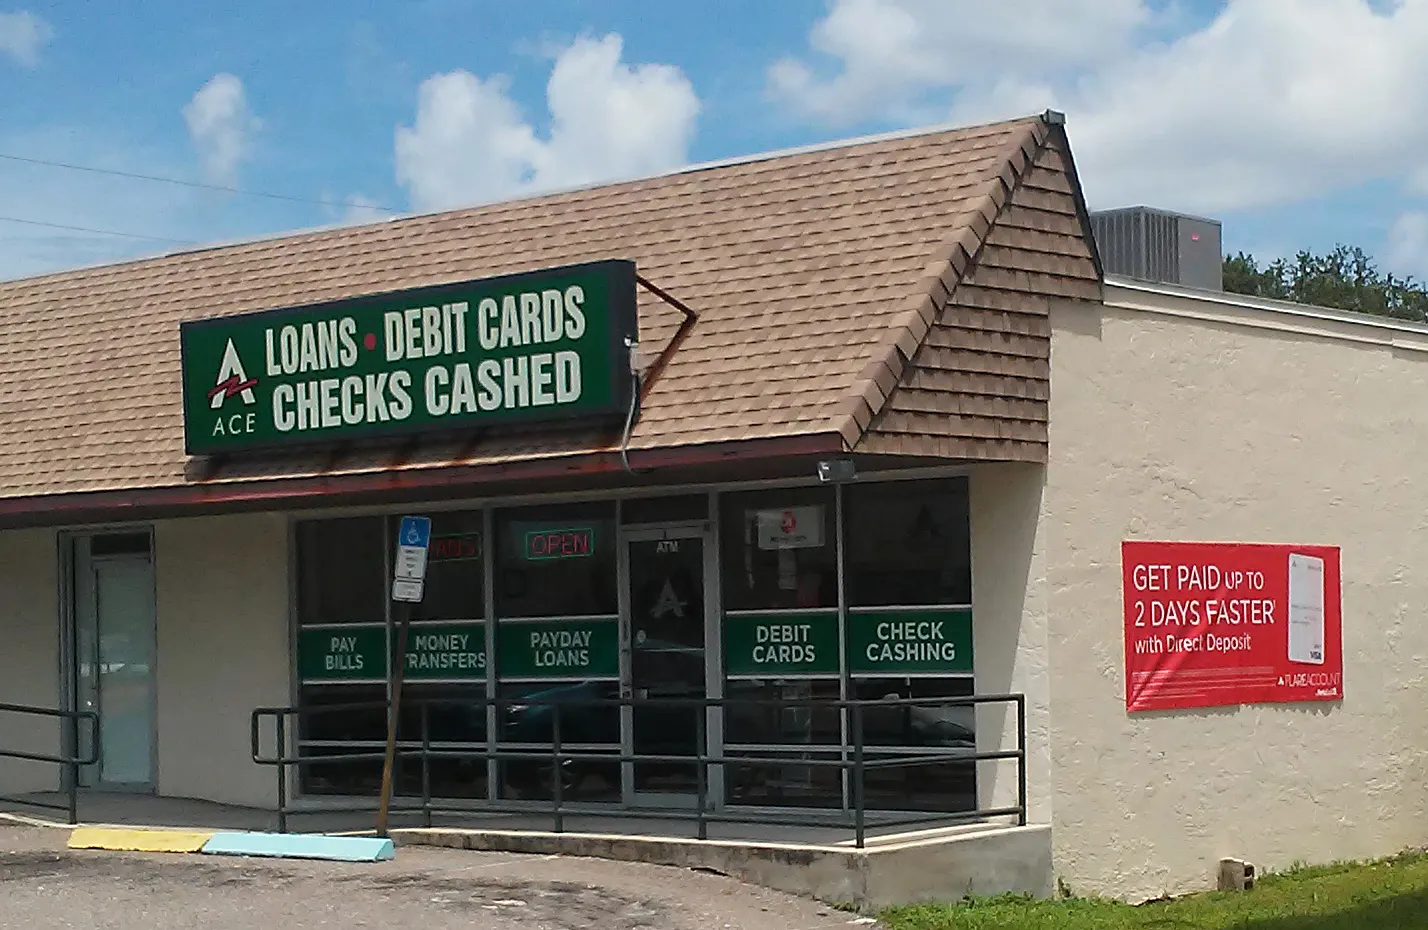 LOANS • DEBIT CARDS
CHECKS CASHED
ACE
OPEN
ATM
PAY
BILLS
MONEY
TRANSFERS
PAYDAY
LOANS
DEBIT
CARDS
CHECK
CASHING
GET PAID UP TO
2 DAYS FASTER
with Direct Deposit
FLARE ACCOUNT
VISA